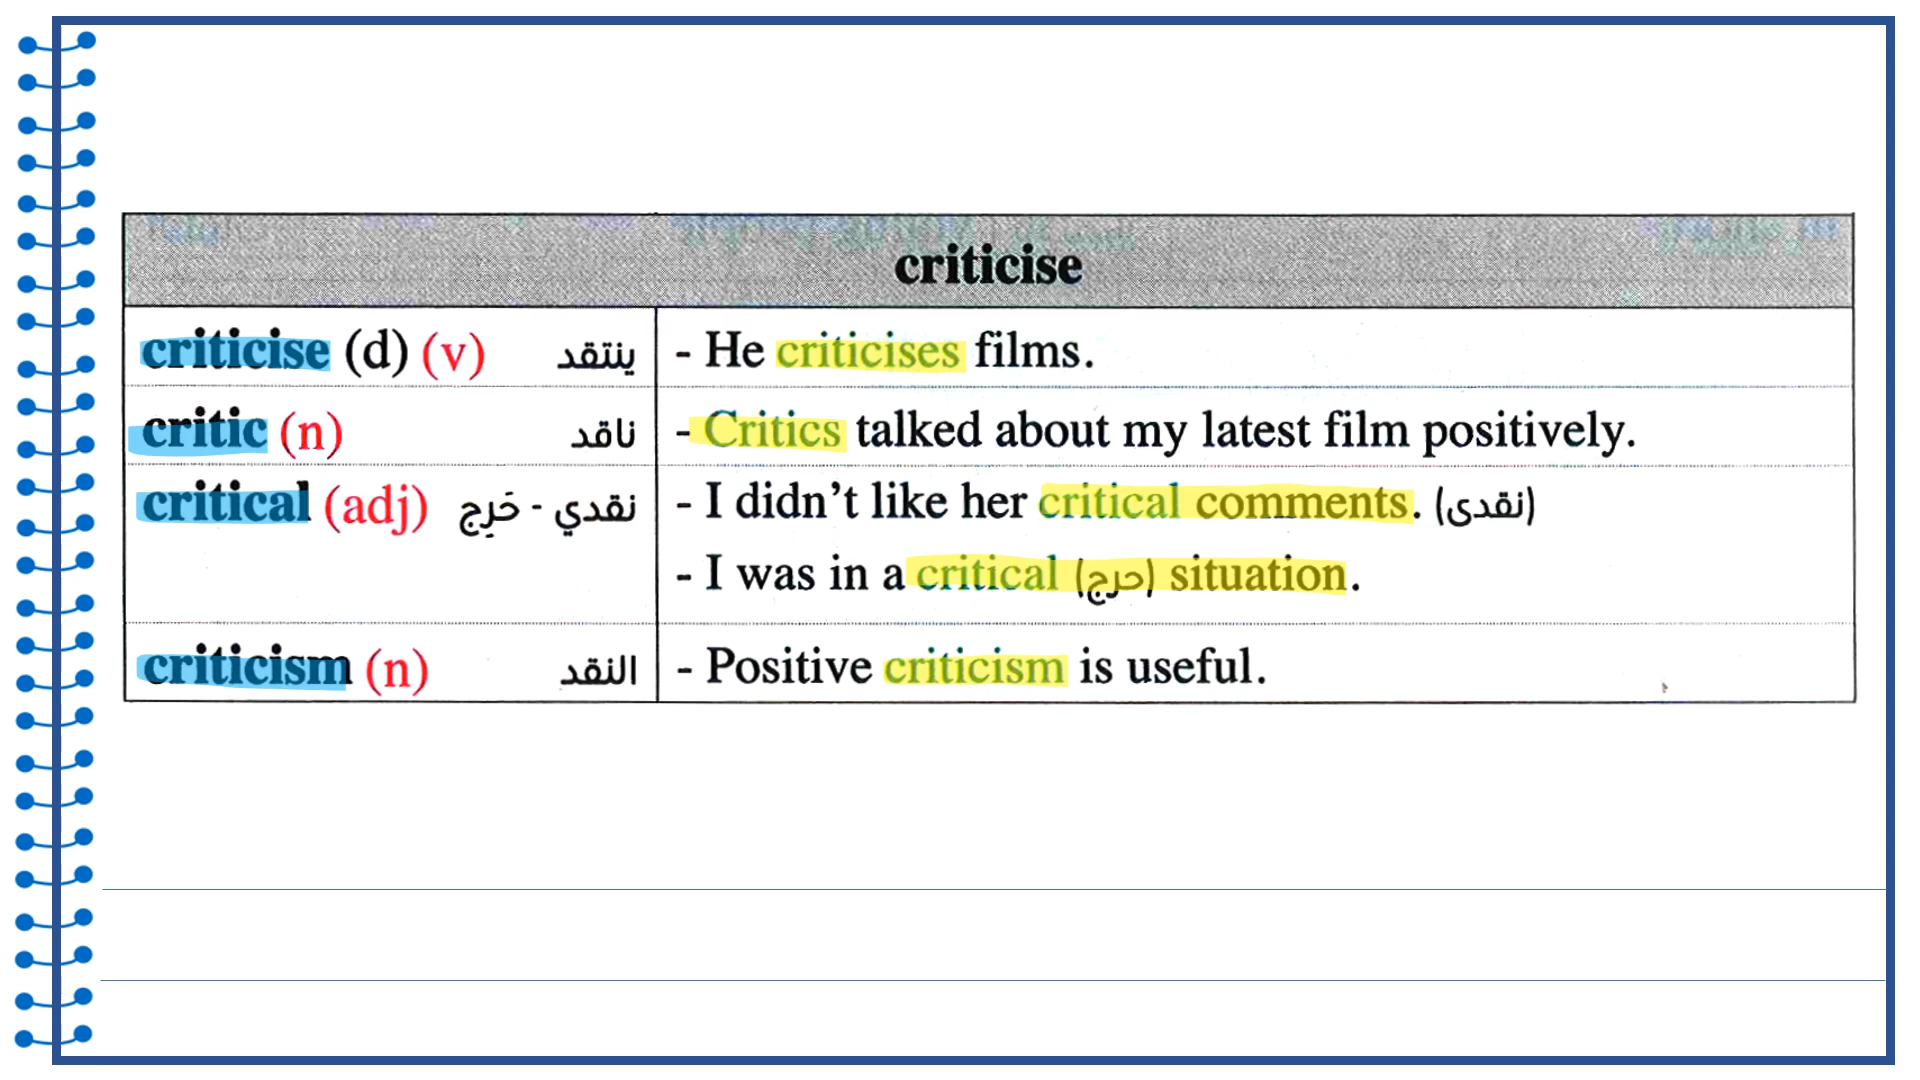 criticise
criticise (d) (v) ينتقد - He criticises films.
critic (n) ناقد - Critics talked about my latest film positively.
critical (adj) نقدي - حَرِج - I didn't like her critical comments. (نقدى)
- I was in a critical (حرج) situation.
criticism (n) النقد - Positive criticism is useful.